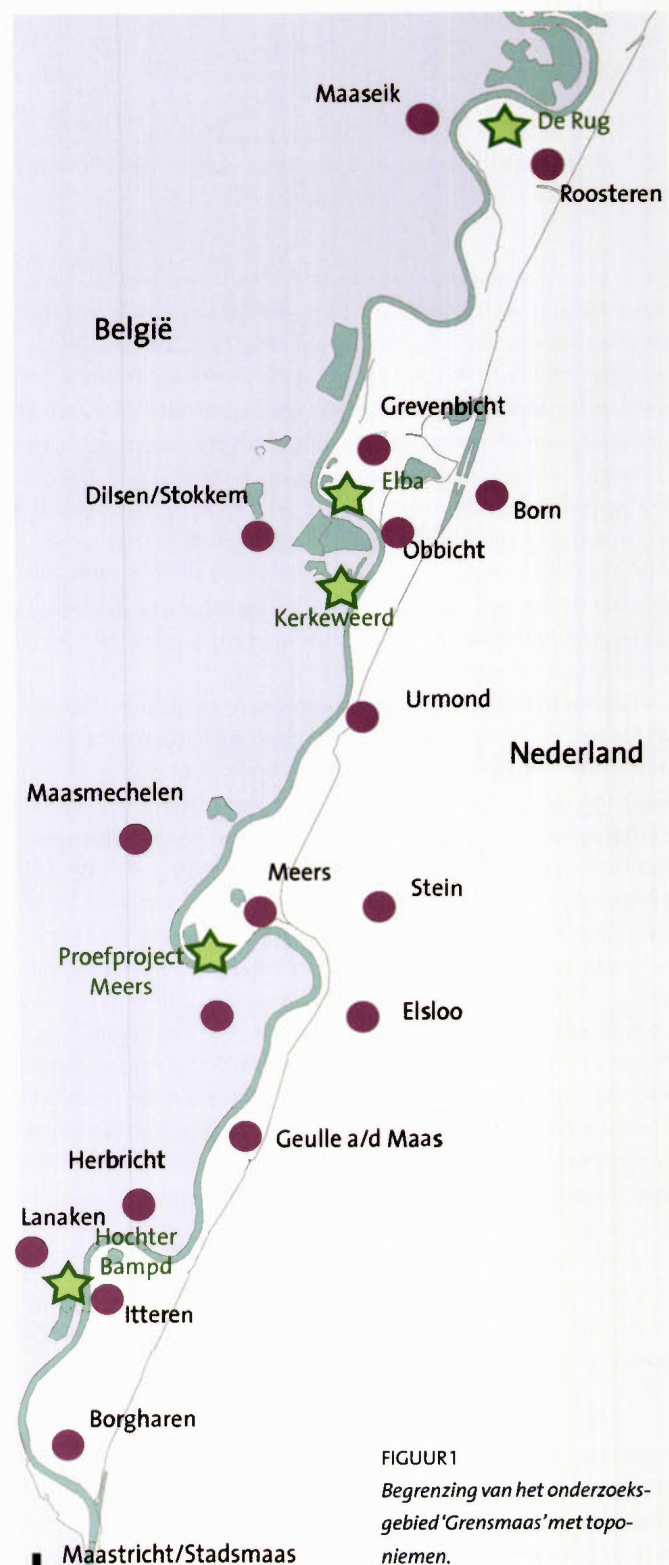 Maaseik
De Rug
Roosteren
België
Grevenbicht
Elba
Dilsen/Stokkem
Born
Obbicht
Kerkeweerd
Urmond
Nederland
Maasmechelen
Meers
Stein
Proefproject
Meers
Elsloo
Geulle a/d Maas
Herbricht
Lanaken
Hochter
Bampd
Itteren
Borgharen
FIGUUR 1
Begrenzing van het onderzoeks-
gebied 'Grensmaas' met topo-
niemen.
Maastricht/Stadsmaas